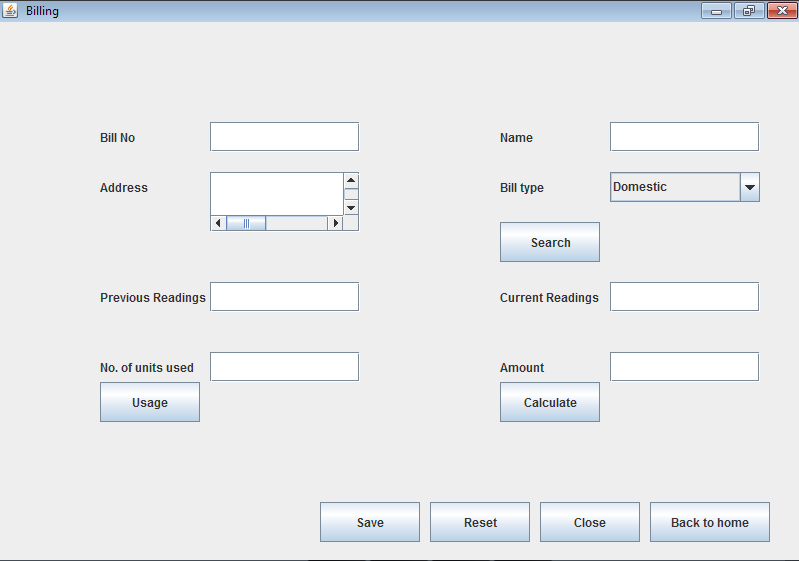 Billing
Bill No
Name
Address
Bill type
Domestic
Search
Previous Readings
Current Readings
No. of units used
Amount
Usage
Calculate
Save
Reset
Close
Back to home